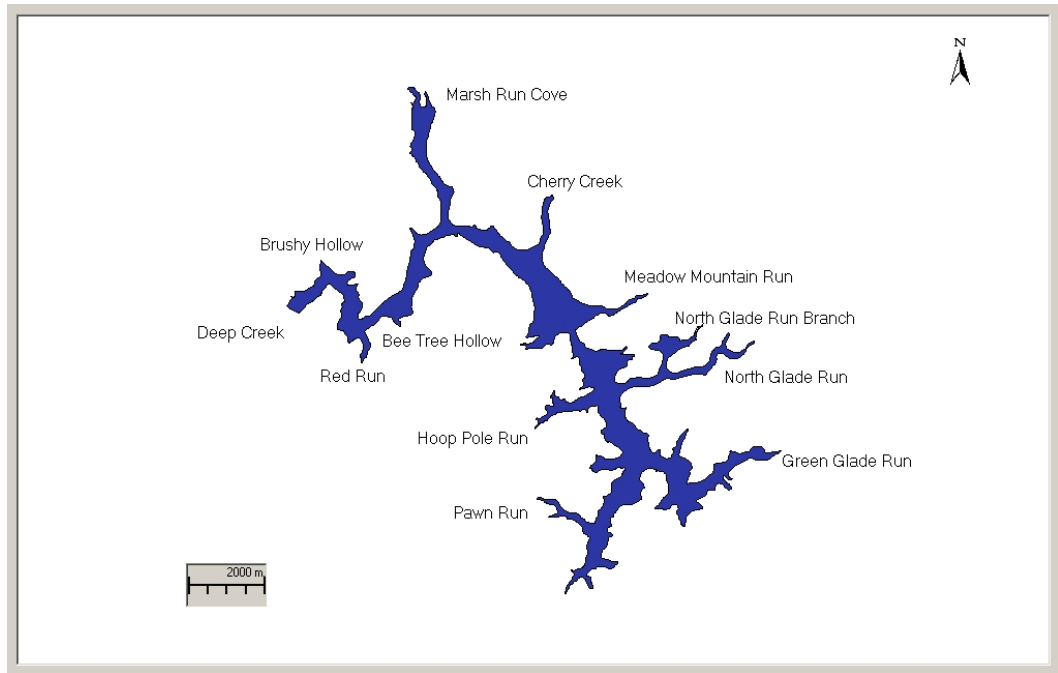 N
Marsh Run Cove
Cherry Creek
Brushy Hollow
Meadow Mountain Run
North Glade Run Branch
Deep Creek
Bee Tree Hollow
Red Run
North Glade Run
Hoop Pole Run
Green Glade Run
Pawn Run
2000 m